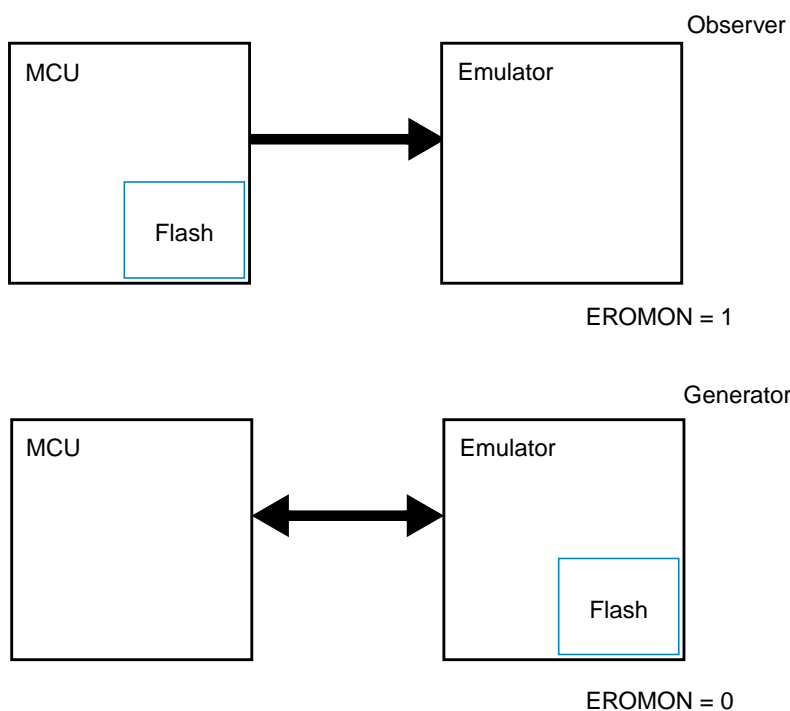 Observer
MCU
Emulator
Flash
EROMON = 1
Generator
MCU
Emulator
Flash
EROMON = 0